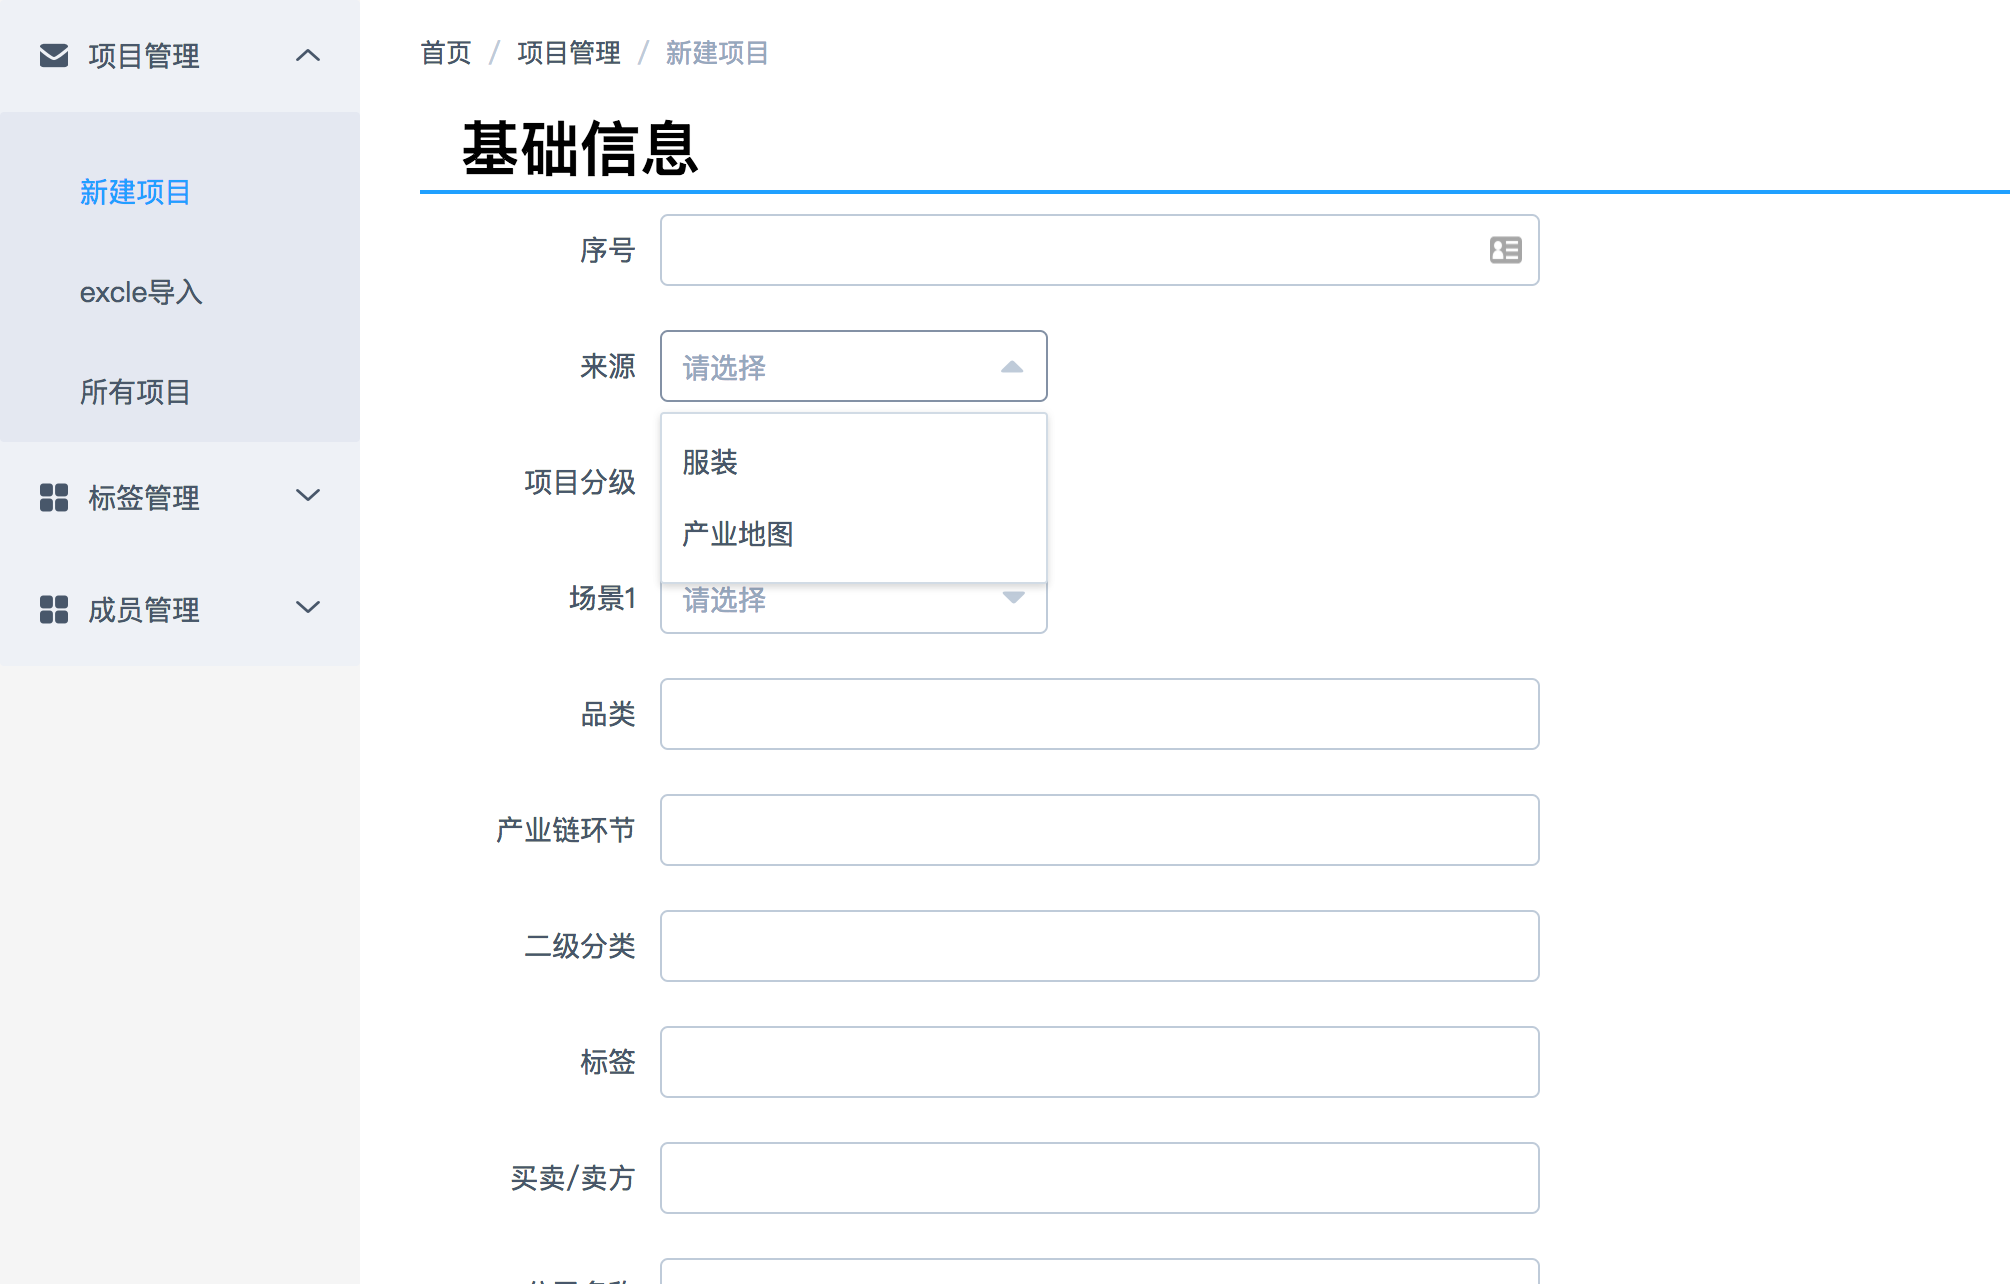 项目管理
新建项目
excle导入
所有项目
标签管理
成员管理
首页 / 项目管理 / 新建项目
基础信息
序号
来源 请选择
服装
项目分级
产业地图
场景1 请选择
品类
产业链环节
二级分类
标签
买卖/卖方